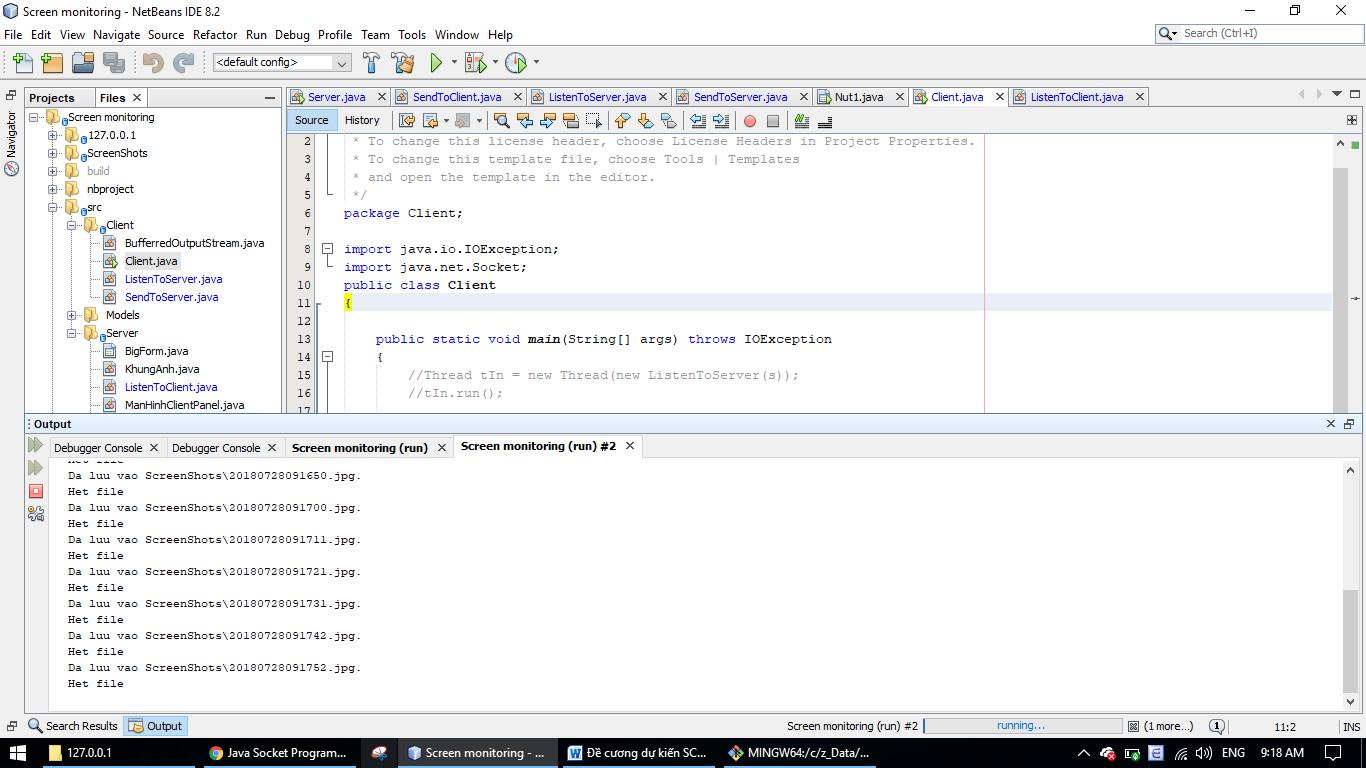 Screen monitoring - NetBeans IDE 8.2
File Edit View Navigate Source Refactor Run Debug Profile Team Tools Window Help
Search (Ctrl+I)
<default config>
Projects Files
Navigator
Screen monitoring
127.0.0.1
ScreenShots
build
nbproject
src
Client
BufferredOutputStream.java
Client.java
ListenToServer.java
SendToServer.java
Models
Server
BigForm.java
KhungAnh.java
ListenToClient.java
ManHinhClientPanel.java
Server.java SendToClient.java ListenToServer.java SendToServer.java Nut1.java Client.java ListenToClient.java
Source History
2 * To change this license header, choose License Headers in Project Properties.
3 * To change this template file, choose Tools | Templates
4 * and open the template in the editor.
5 */
6 package Client;
7
8 import java.io.IOException;
9 import java.net.Socket;
10 public class Client
11 {
12
13 public static void main(String[] args) throws IOException
14 {
15 //Thread tIn = new Thread(new ListenToServer(s));
16 //tIn.run();
17
Output
Debugger Console Debugger Console Screen monitoring (run) Screen monitoring (run) #2
Het file
Da luu vao ScreenShots\20180728091650.jpg.
Het file
Da luu vao ScreenShots\20180728091700.jpg.
Het file
Da luu vao ScreenShots\20180728091711.jpg.
Het file
Da luu vao ScreenShots\20180728091721.jpg.
Het file
Da luu vao ScreenShots\20180728091731.jpg.
Het file
Da luu vao ScreenShots\20180728091742.jpg.
Het file
Da luu vao ScreenShots\20180728091752.jpg.
Het file
Search Results Output
Screen monitoring (run) #2 running... (1 more...) 1 11:2 INS
127.0.0.1 Java Socket Program... Screen monitoring - ... Đề cương dự kiến SC... MINGW64:/c/z_Data/... ENG 9:18 AM